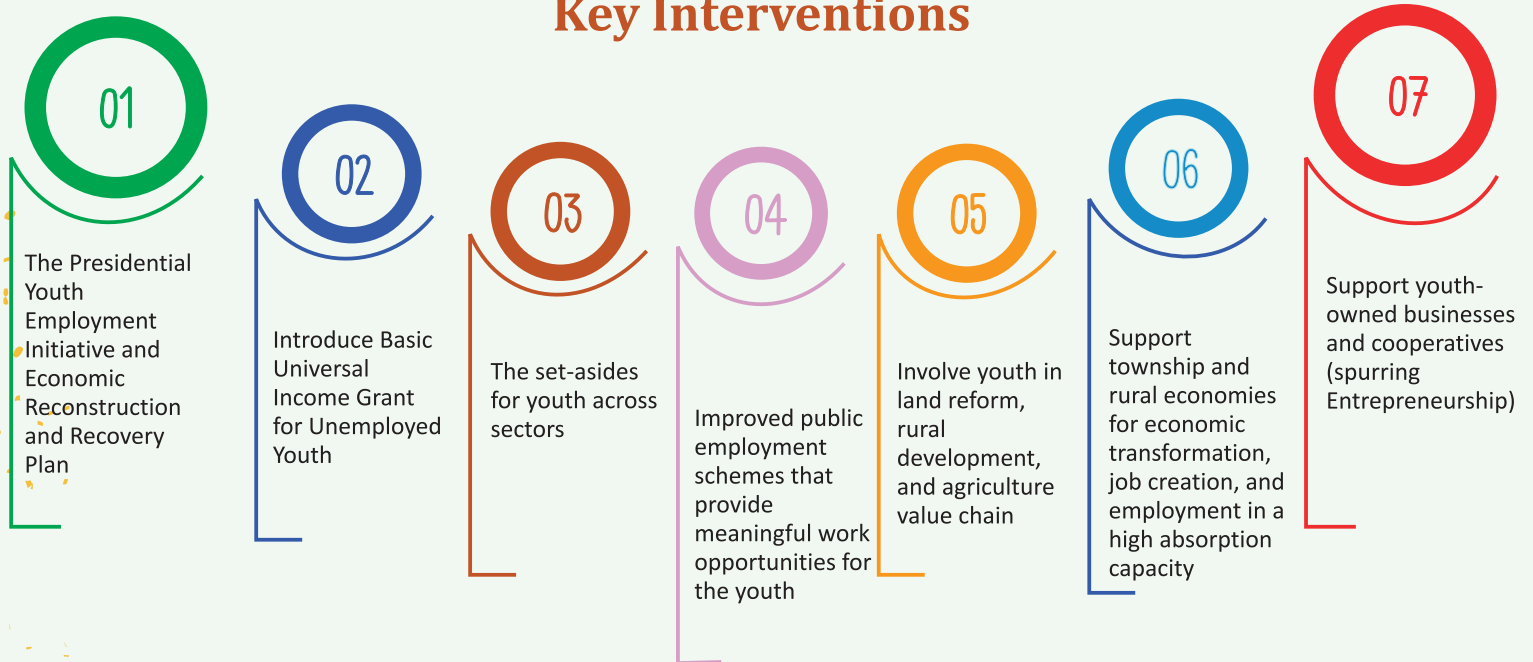 Key Interventions
01
The Presidential
Youth
Employment
Initiative and
Economic
Reconstruction
and Recovery
Plan
02
Introduce Basic
Universal
Income Grant
for Unemployed
Youth
03
The set-asides
for youth across
sectors
04
Improved public
employment
schemes that
provide
meaningful work
opportunities for
the youth
05
Involve youth in
land reform,
rural
development,
and agriculture
value chain
06
Support
township and
rural economies
for economic
transformation,
job creation, and
employment in a
high absorption
capacity
07
Support youth-
owned businesses
and cooperatives
(spurring
Entrepreneurship)